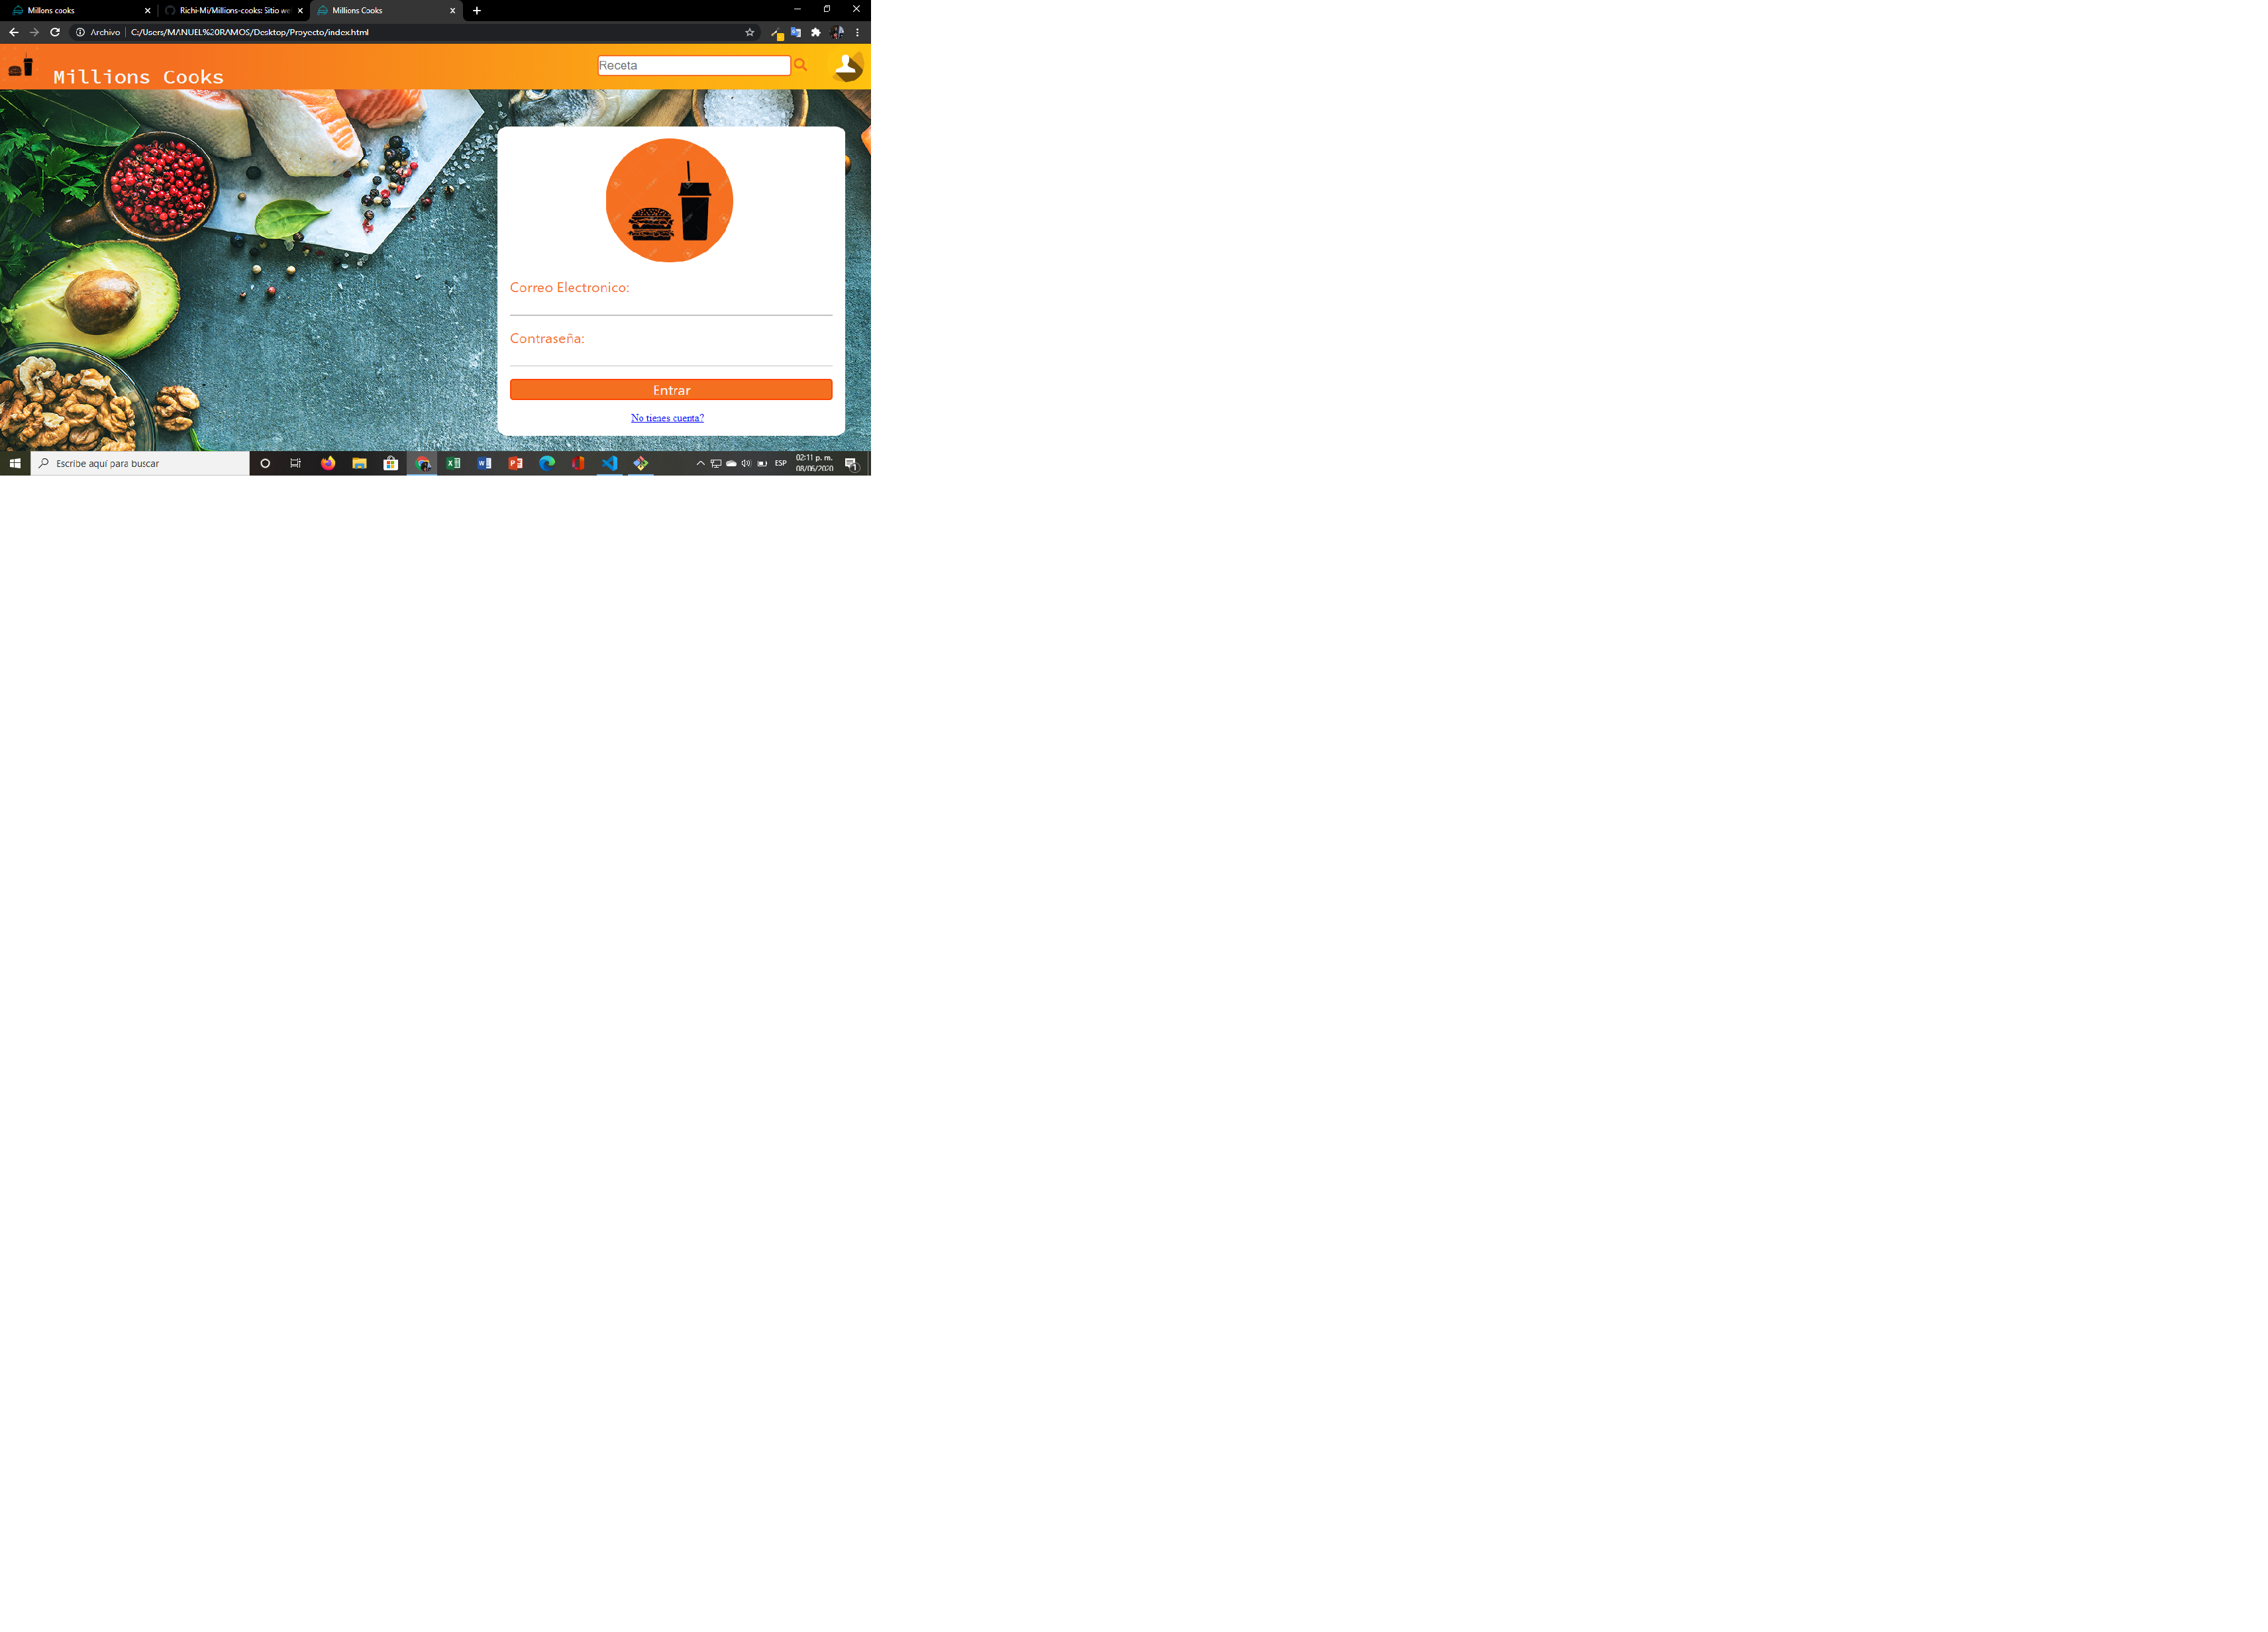 Millons cooks
Richi-Mi/Millions-cooks: Sitio we
Millions Cooks
Archivo
C:/Users/MANUEL%20RAMOS/Desktop/Proyecto/index.html
Millions Cooks
Receta
Correo Electronico:
Contraseña:
Entrar
No tienes cuenta?
Escribe aquí para buscar
ESP
02:11 p. m.
08/06/2020
1